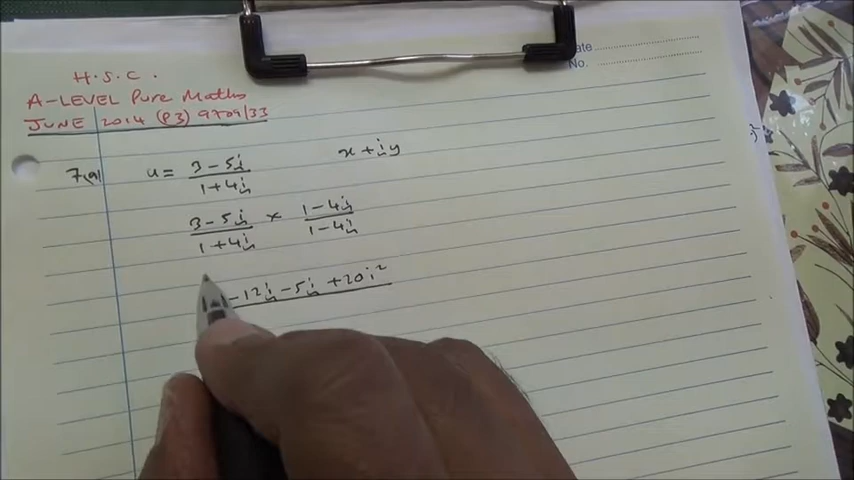 ate
No.
H.S.C.
A-LEVEL Pure Maths
JUNE 2014 (P3) 9709/33
7(a) u = 3-5i / 1+4i x+iy
3-5i / 1+4i × 1-4i / 1-4i
-12i-5i+20i²